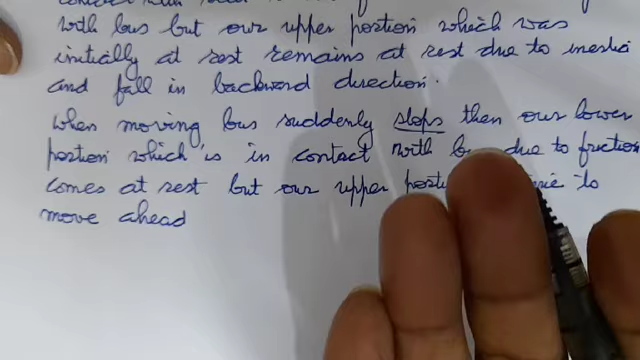 with bus but our upper portion which was
initially at rest remains at rest due to inertia
and fall in backward direction.
When moving bus suddenly stops then our lower
portion which is in contact with due to friction
comes at rest but our upper to
move ahead